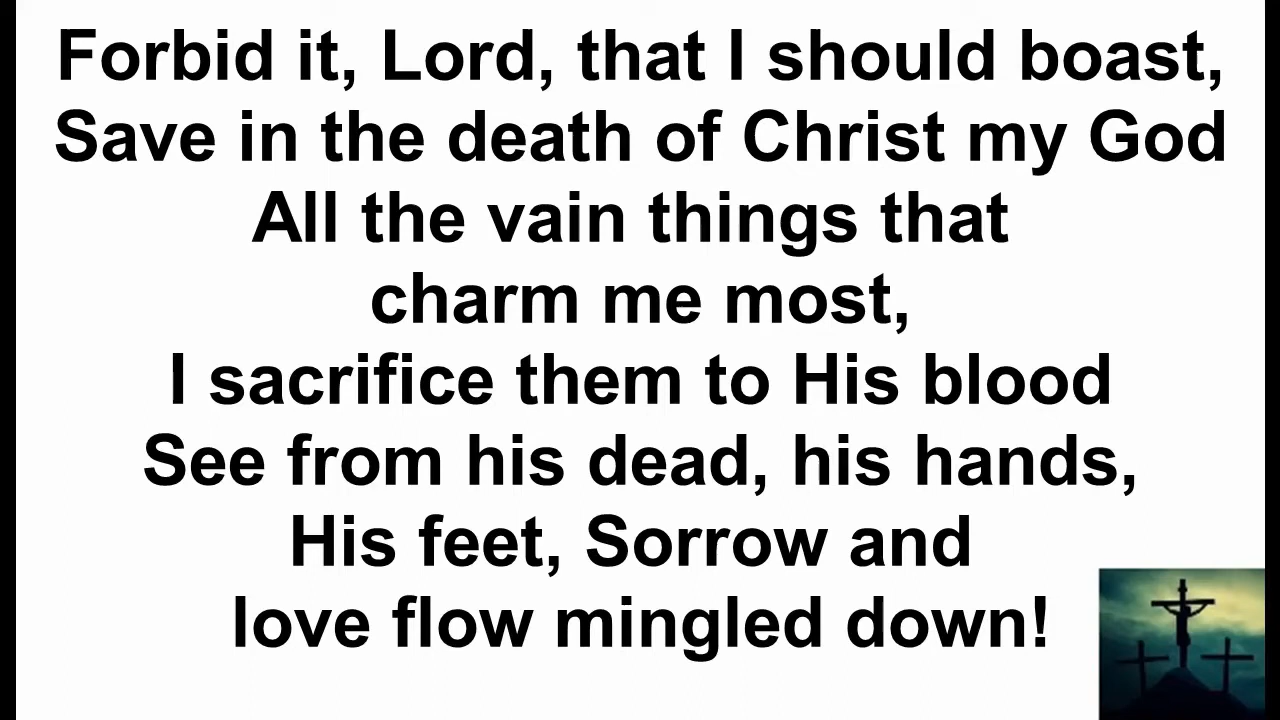 Forbid it, Lord, that I should boast,
Save in the death of Christ my God
All the vain things that
charm me most,
I sacrifice them to His blood
See from his dead, his hands,
His feet, Sorrow and
love flow mingled down!